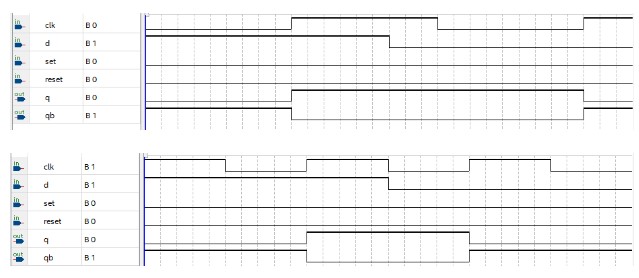 in clk B 0
in d B 1
in set B 0
in reset B 0
out q B 0
out qb B 1
in clk B 1
in d B 1
in set B 0
in reset B 0
out q B 0
out qb B 1